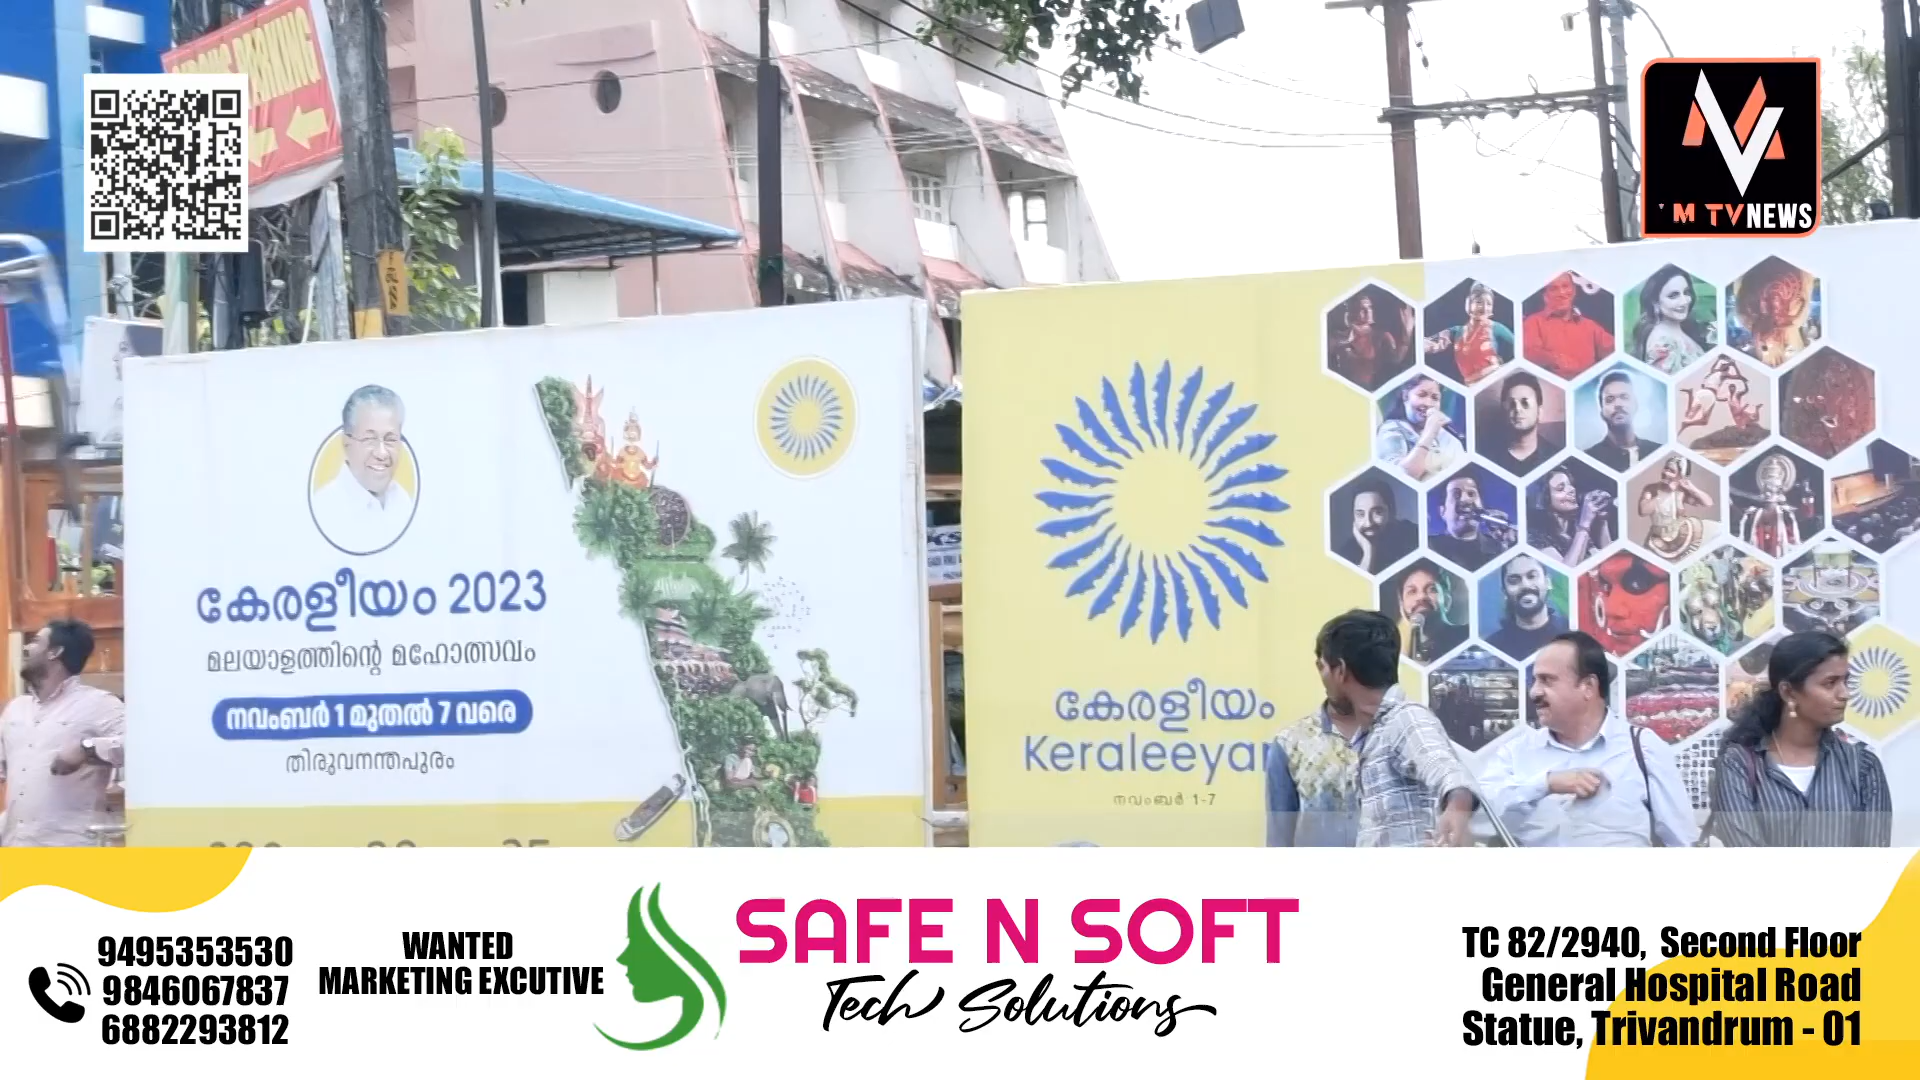 PARKING
'M TVNEWS
കേരളീയം 2023
മലയാളത്തിന്റെ മഹോത്സവം
നവംബർ 1 മുതൽ 7 വരെ
തിരുവനന്തപുരം
കേരളീയം
Keraleeya
നവംബർ 1-7
9495353530
9846067837
6882293812
WANTED
MARKETING EXCUTIVE
SAFE N SOFT
Tech Solutions
TC 82/2940, Second Floor
General Hospital Road
Statue, Trivandrum - 01